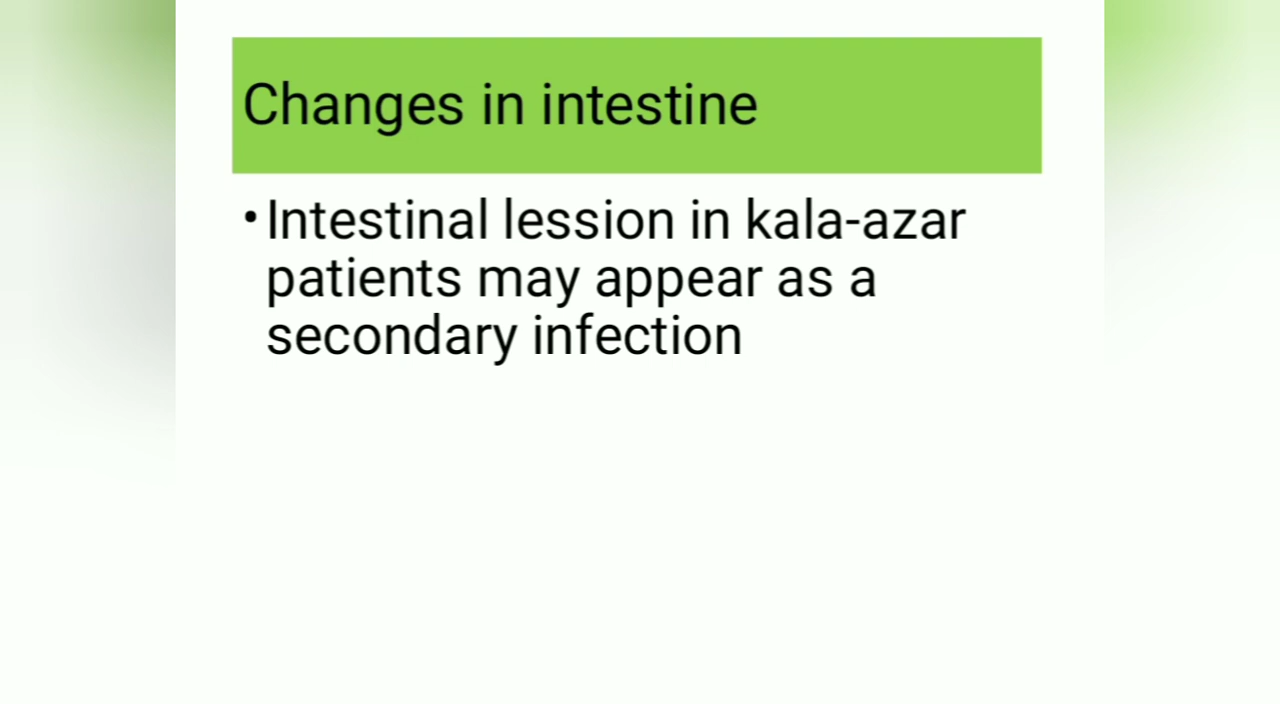 Changes in intestine
•Intestinal lession in kala-azar
patients may appear as a
secondary infection